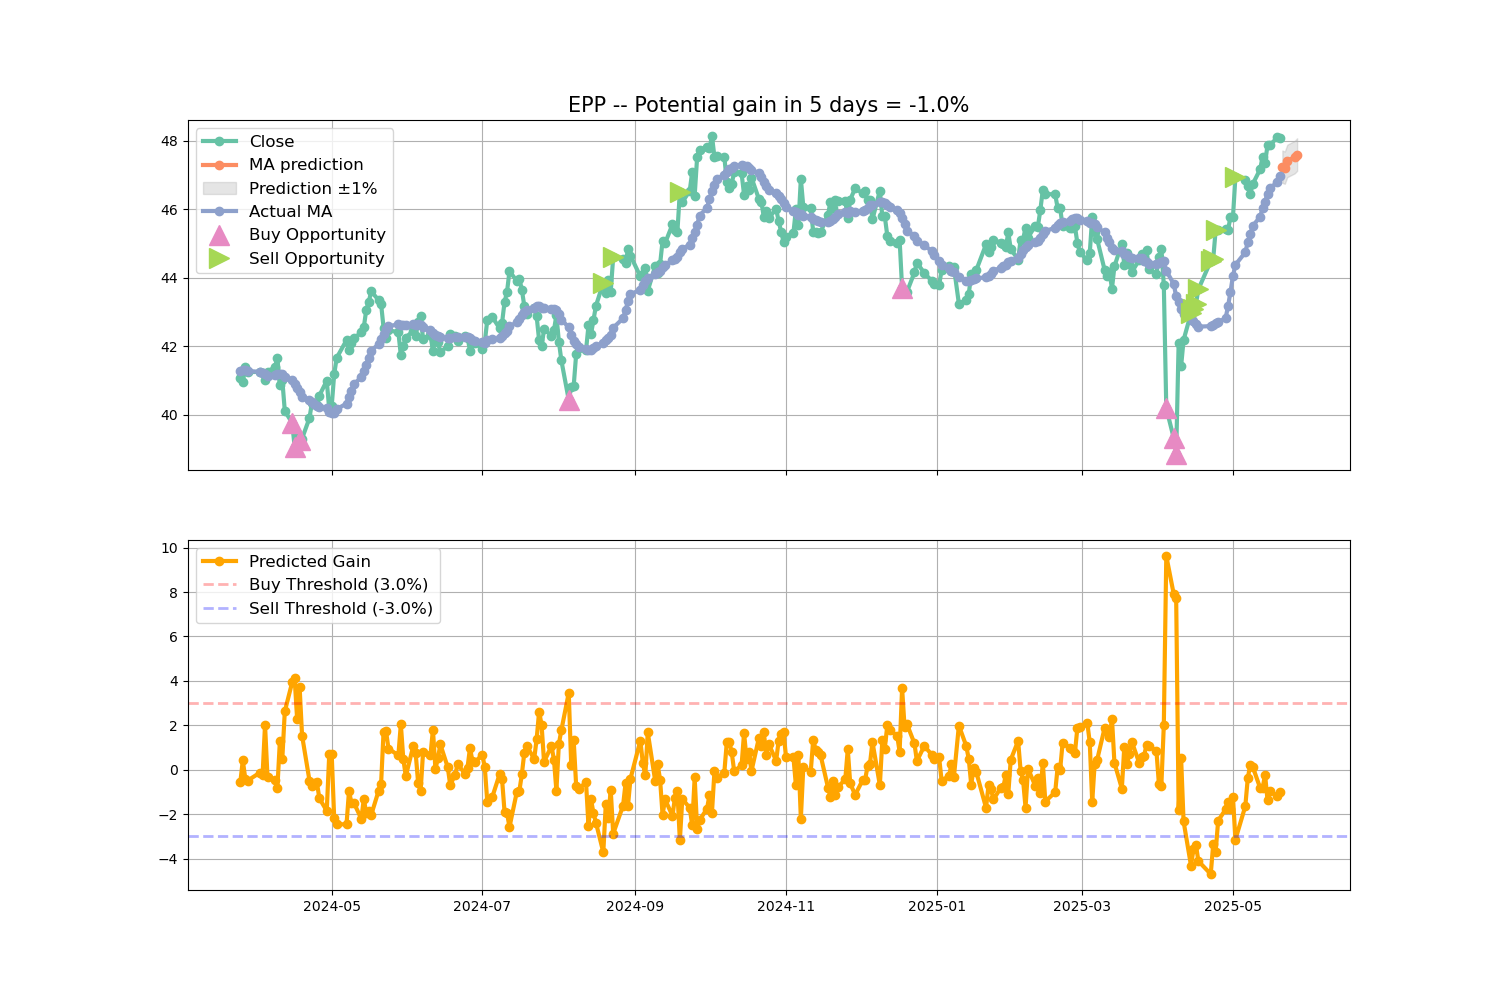 EPP -- Potential gain in 5 days = -1.0%
48
46
44
42
40
Close
MA prediction
Prediction ±1%
Actual MA
Buy Opportunity
Sell Opportunity
10
8
6
4
2
0
−2
−4
Predicted Gain
Buy Threshold (3.0%)
Sell Threshold (-3.0%)
2024-05
2024-07
2024-09
2024-11
2025-01
2025-03
2025-05